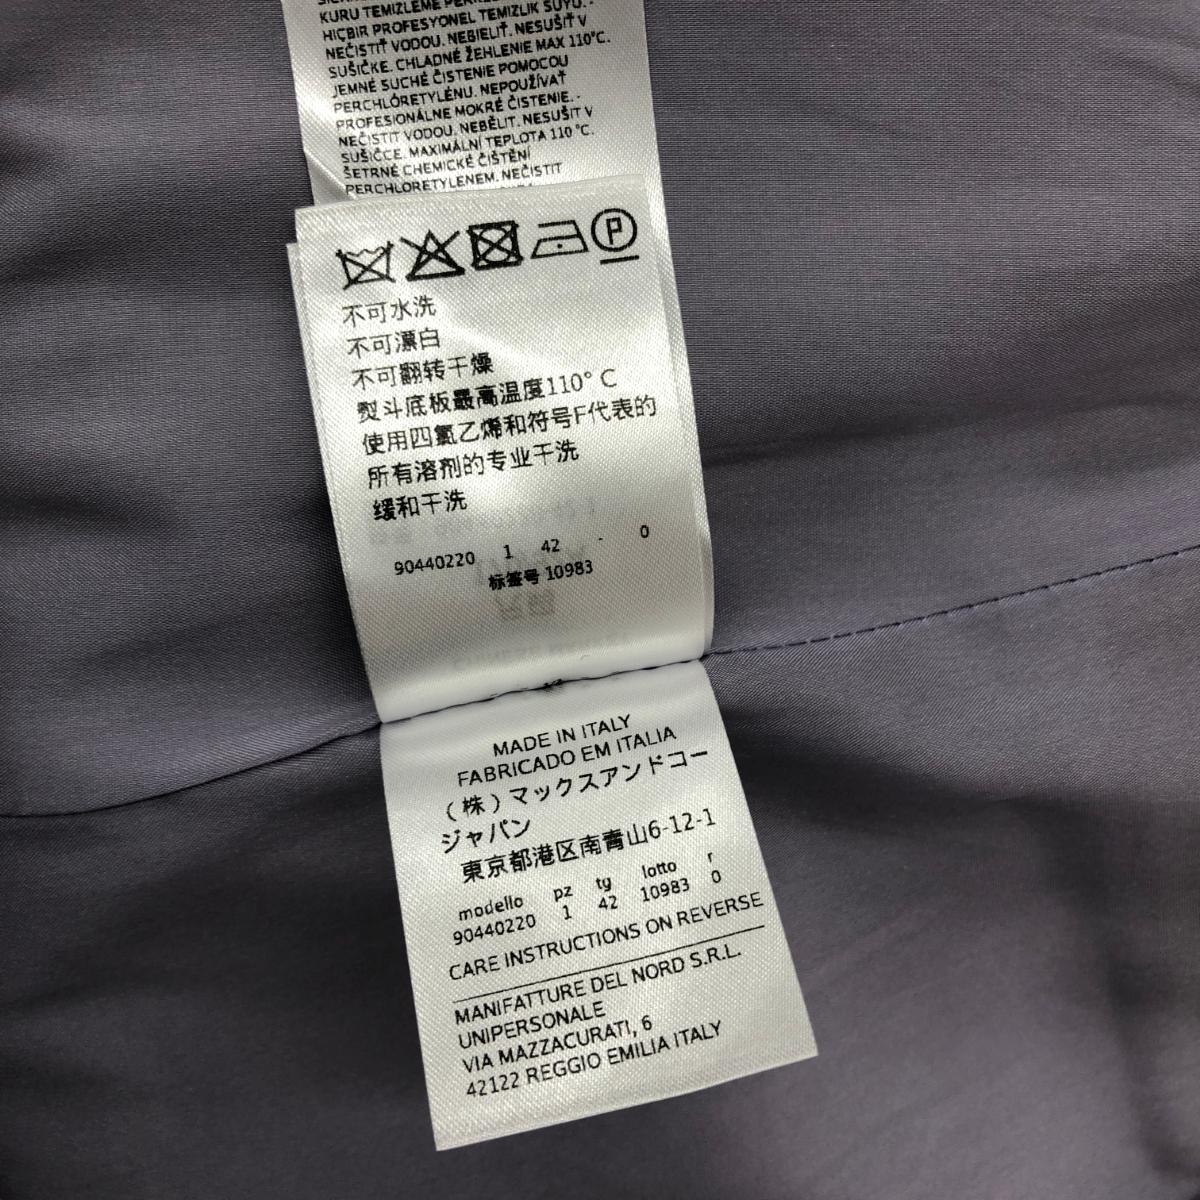 KURU TEMIZLEME
HIÇBIR PROFESYONEL TEMIZLIK SUYU. -
NEČISTIŤ VODOU. NEBIELIŤ. NESUŠIŤ V
SUŠIČKE. CHLADNÉ ŽEHLENIE MAX 110°C.
JEMNÉ SUCHÉ ČISTENIE POMOCOU
PERCHLÓRETYLÉNU. NEPOUŽÍVAŤ
PROFESIONÁLNE MOKRÉ ČISTENIE. -
NEČISTIT VODOU. NEBĚLIT. NESUŠIT V
SUŠIČCE. MAXIMÁLNÍ TEPLOTA 110 °C.
ŠETRNÉ CHEMICKÉ ČIŠTĚNÍ
PERCHLORETYLENEM. NEČISTIT
P
不可水洗
不可漂白
不可翻转干燥
熨斗底板最高温度110° C
使用四氯乙烯和符号F代表的
所有溶剂的专业干洗
缓和干洗
90440220 1 42 - 0
标签号 10983
MADE IN ITALY
FABRICADO EM ITALIA
(株)マックスアンドコー
ジャパン
東京都港区南青山6-12-1
modello pz tg lotto r
90440220 1 42 10983 0
CARE INSTRUCTIONS ON REVERSE
MANIFATTURE DEL NORD S.R.L.
UNIPERSONALE
VIA MAZZACURATI, 6
42122 REGGIO EMILIA ITALY